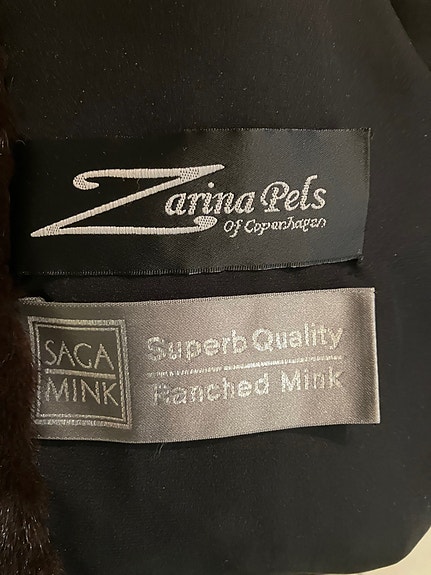 Zarina Pels
Of Copenhagen
SAGA
MINK
Superb Quality
Ranched Mink